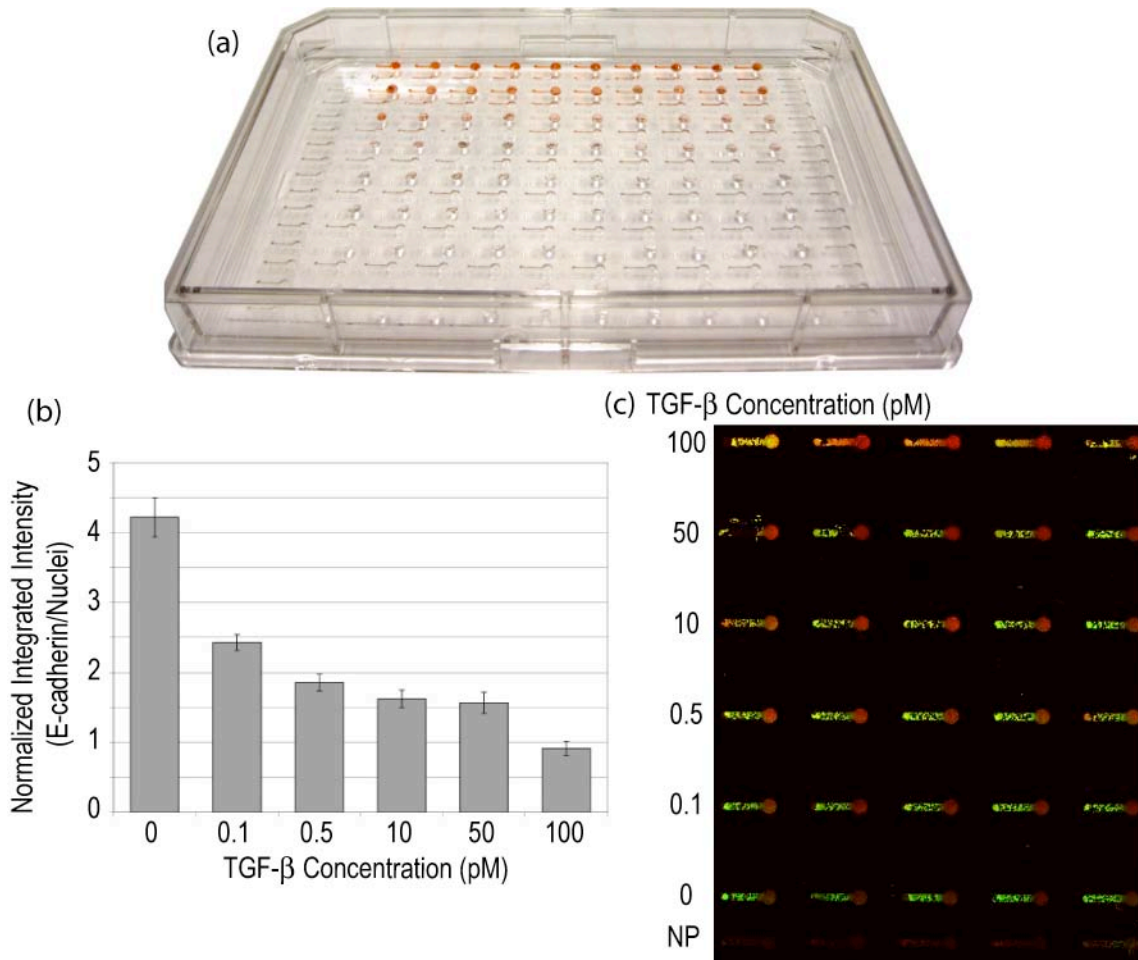 (a)
(b)
Normalized Integrated Intensity
(E-cadherin/Nuclei)
5
4
3
2
1
0
0 0.1 0.5 10 50 100
TGF-β Concentration (pM)
(c) TGF-β Concentration (pM)
100
50
10
0.5
0.1
0
NP